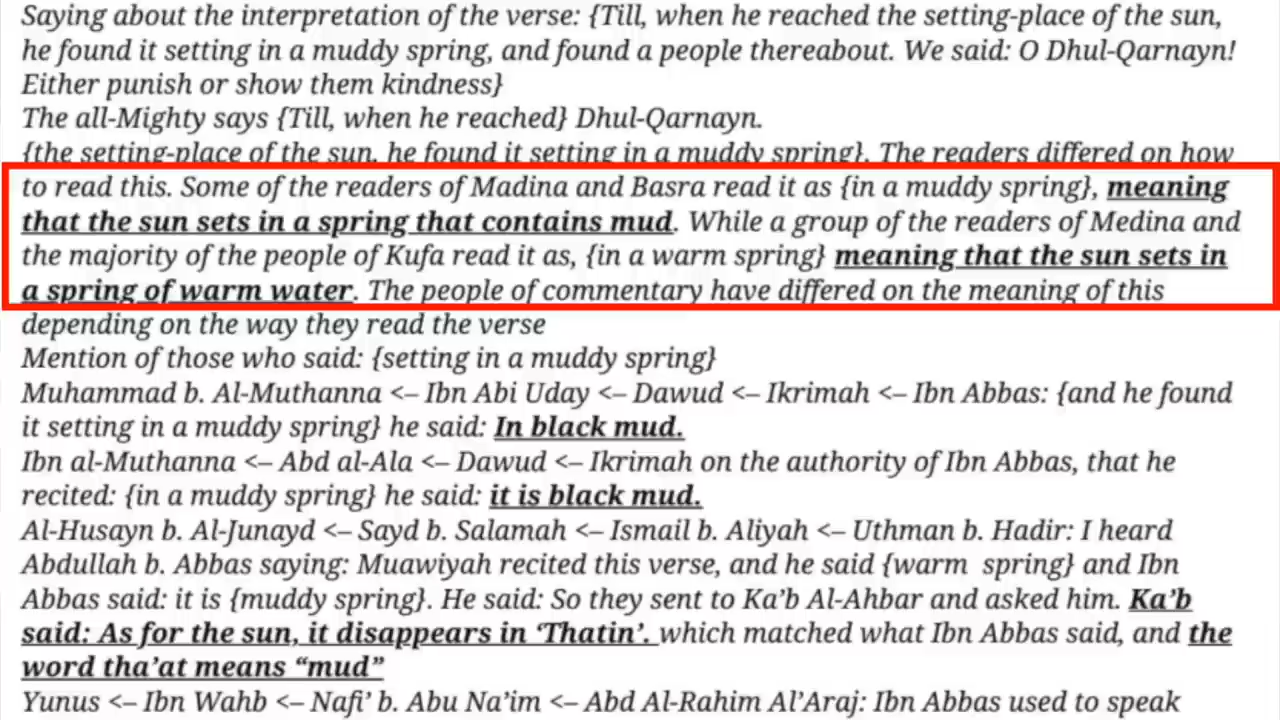 Saying about the interpretation of the verse: {Till, when he reached the setting-place of the sun,
he found it setting in a muddy spring, and found a people thereabout. We said: O Dhul-Qarnayn!
Either punish or show them kindness}
The all-Mighty says {Till, when he reached} Dhul-Qarnayn.
{the setting-place of the sun, he found it setting in a muddy spring}. The readers differed on how
to read this. Some of the readers of Madina and Basra read it as {in a muddy spring}, meaning
that the sun sets in a spring that contains mud. While a group of the readers of Medina and
the majority of the people of Kufa read it as, {in a warm spring} meaning that the sun sets in
a spring of warm water. The people of commentary have differed on the meaning of this
depending on the way they read the verse
Mention of those who said: {setting in a muddy spring}
Muhammad b. Al-Muthanna <– Ibn Abi Uday <– Dawud <– Ikrimah <– Ibn Abbas: {and he found
it setting in a muddy spring} he said: In black mud.
Ibn al-Muthanna <– Abd al-Ala <– Dawud <– Ikrimah on the authority of Ibn Abbas, that he
recited: {in a muddy spring} he said: it is black mud.
Al-Husayn b. Al-Junayd <– Sayd b. Salamah <– Ismail b. Aliyah <– Uthman b. Hadir: I heard
Abdullah b. Abbas saying: Muawiyah recited this verse, and he said {warm spring} and Ibn
Abbas said: it is {muddy spring}. He said: So they sent to Ka’b Al-Ahbar and asked him. Ka’b
said: As for the sun, it disappears in ‘Thatin’. which matched what Ibn Abbas said, and the
word tha’at means “mud”
Yunus <– Ibn Wahb <– Nafi’ b. Abu Na’im <– Abd Al-Rahim Al’Araj: Ibn Abbas used to speak